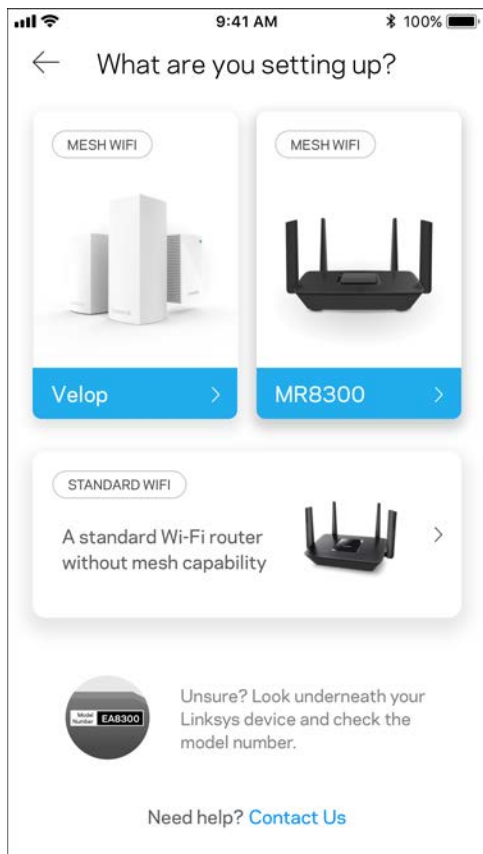 9:41 AM
100%
What are you setting up?
MESH WIFI
MESH WIFI
Velop
MR8300
STANDARD WIFI
A standard Wi-Fi router
without mesh capability
Model
Number
EA8300
Unsure? Look underneath your
Linksys device and check the
model number.
Need help? Contact Us